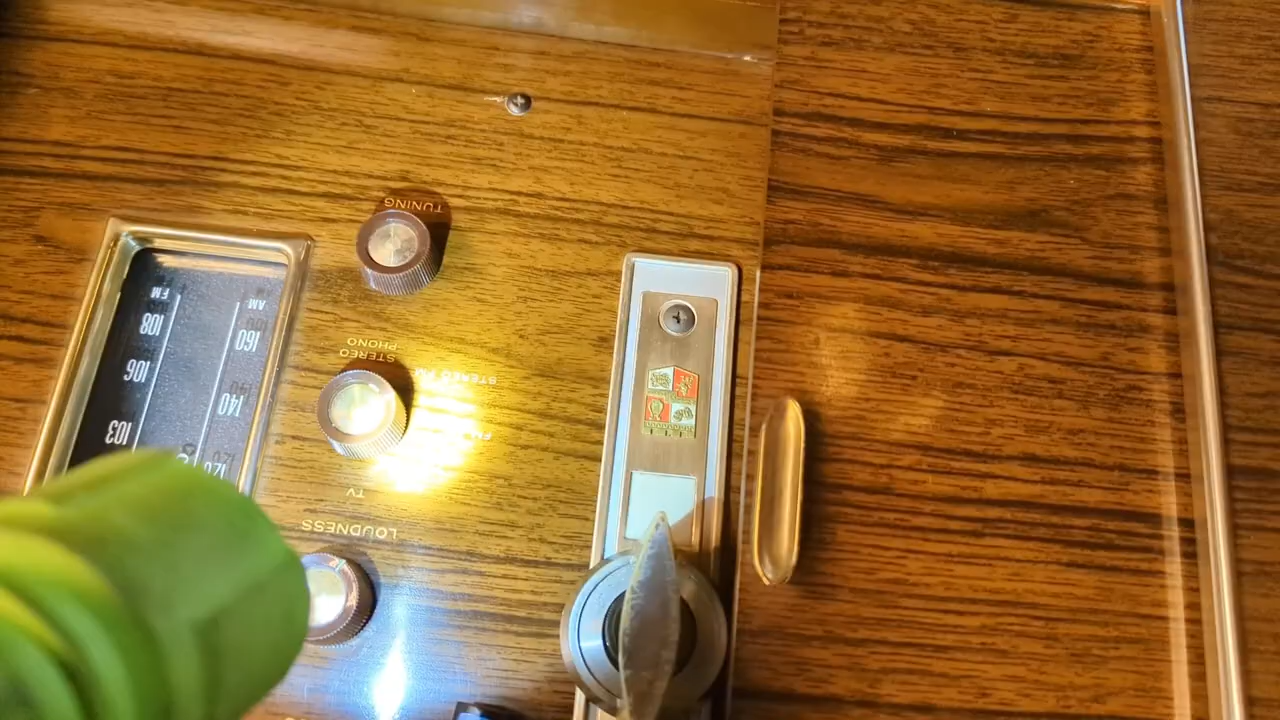 TUNING
STEREO
PHONO
STEREO FM
TV
LOUDNESS
FM
108
106
103
AM
160
140
120